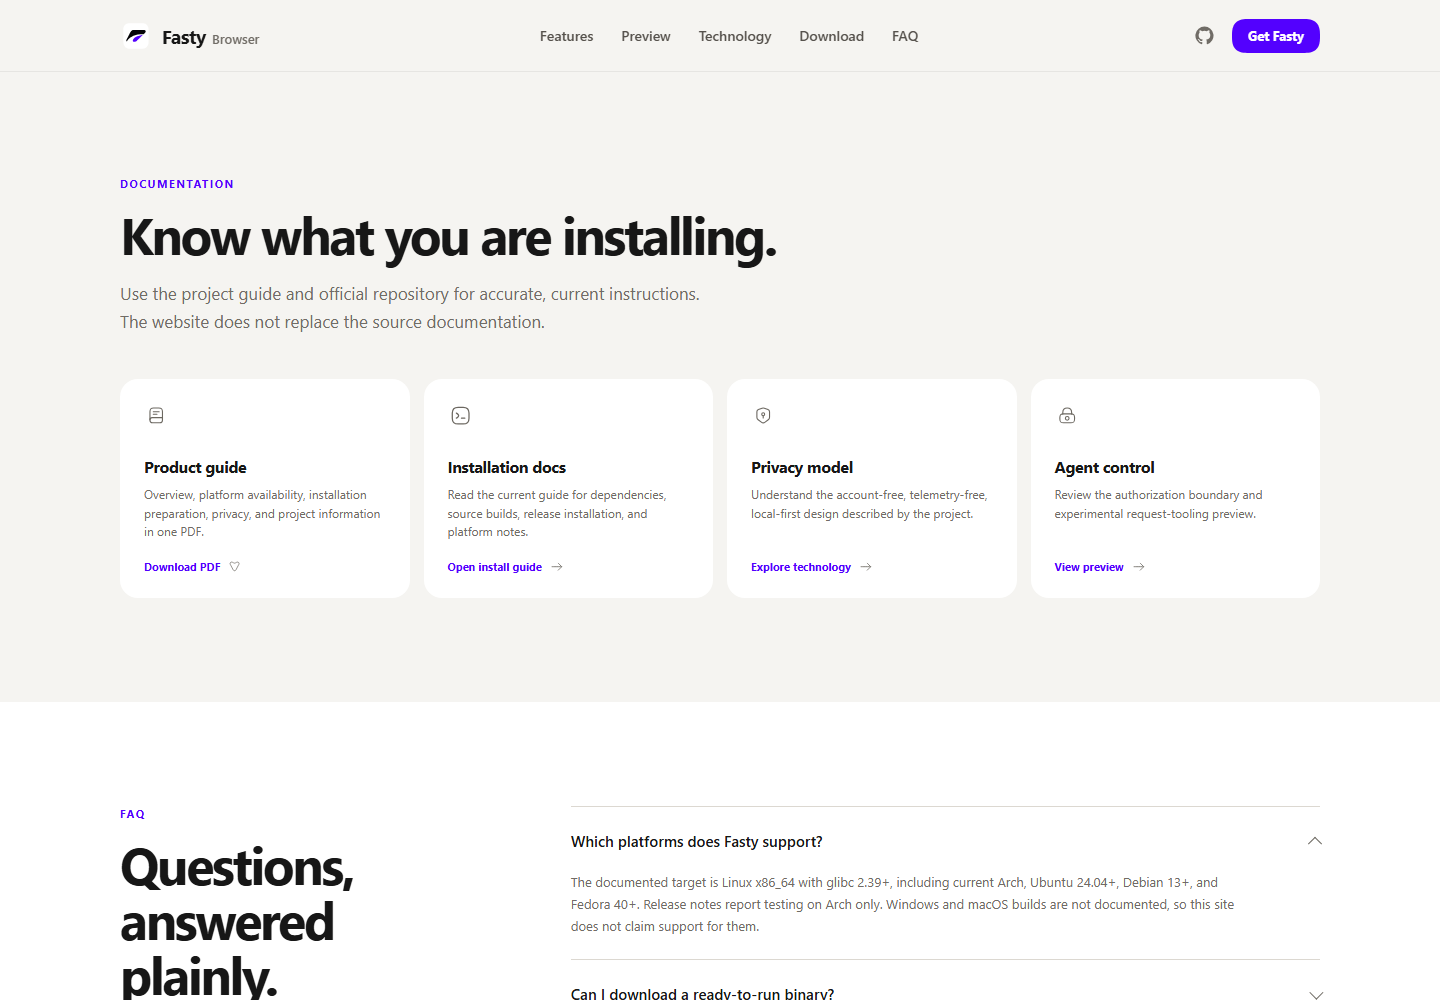 Fasty Browser
Features
Preview
Technology
Download
FAQ
Get Fasty
DOCUMENTATION
Know what you are installing.
Use the project guide and official repository for accurate, current instructions.
The website does not replace the source documentation.
Product guide
Overview, platform availability, installation
preparation, privacy, and project information
in one PDF.
Download PDF
Installation docs
Read the current guide for dependencies,
source builds, release installation, and
platform notes.
Open install guide
Privacy model
Understand the account-free, telemetry-free,
local-first design described by the project.
Explore technology
Agent control
Review the authorization boundary and
experimental request-tooling preview.
View preview
FAQ
Questions,
answered
plainly.
Which platforms does Fasty support?
The documented target is Linux x86_64 with glibc 2.39+, including current Arch, Ubuntu 24.04+, Debian 13+, and
Fedora 40+. Release notes report testing on Arch only. Windows and macOS builds are not documented, so this site
does not claim support for them.
Can I download a ready-to-run binary?